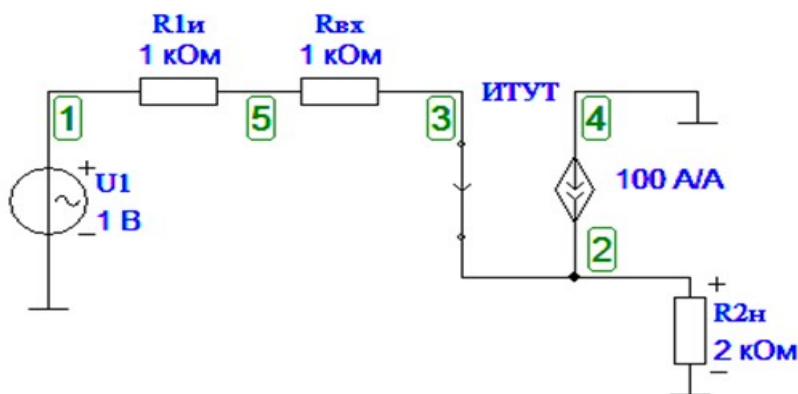 R1и
1 кОм
Rвх
1 кОм
ИТУТ
1
5
3
4
+
U1
1 В
−
100 А/А
2
+
R2н
2 кОм
−